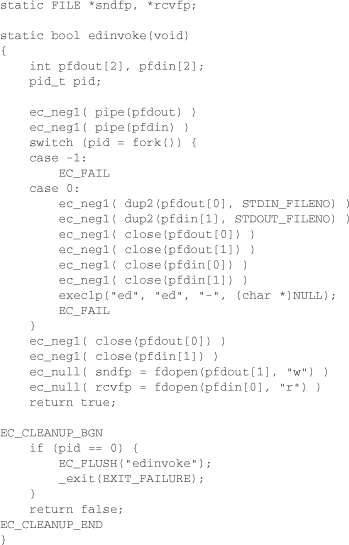 static FILE *sndfp, *rcvfp;

static bool edinvoke(void)
{
    int pfdout[2], pfdin[2];
    pid_t pid;

    ec_neg1( pipe(pfdout) )
    ec_neg1( pipe(pfdin) )
    switch (pid = fork()) {
    case -1:
        EC_FAIL
    case 0:
        ec_neg1( dup2(pfdout[0], STDIN_FILENO) )
        ec_neg1( dup2(pfdin[1], STDOUT_FILENO) )
        ec_neg1( close(pfdout[0]) )
        ec_neg1( close(pfdout[1]) )
        ec_neg1( close(pfdin[0]) )
        ec_neg1( close(pfdin[1]) )
        execlp("ed", "ed", "-", (char *)NULL);
        EC_FAIL
    }
    ec_neg1( close(pfdout[0]) )
    ec_neg1( close(pfdin[1]) )
    ec_null( sndfp = fdopen(pfdout[1], "w") )
    ec_null( rcvfp = fdopen(pfdin[0], "r") )
    return true;

EC_CLEANUP_BGN
    if (pid == 0) {
        EC_FLUSH("edinvoke");
        _exit(EXIT_FAILURE);
    }
    return false;
EC_CLEANUP_END
}